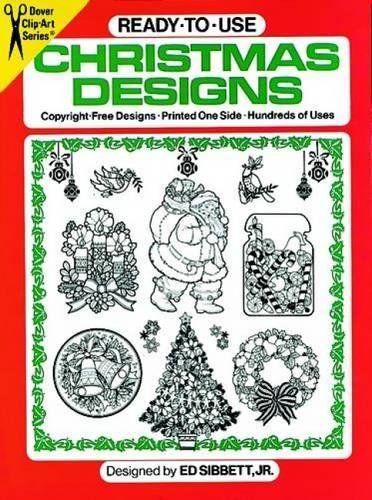 Dover
Clip·Art
Series®
READY·TO·USE
CHRISTMAS
DESIGNS
Copyright·Free Designs · Printed One Side · Hundreds of Uses
Designed by ED SIBBETT, JR.